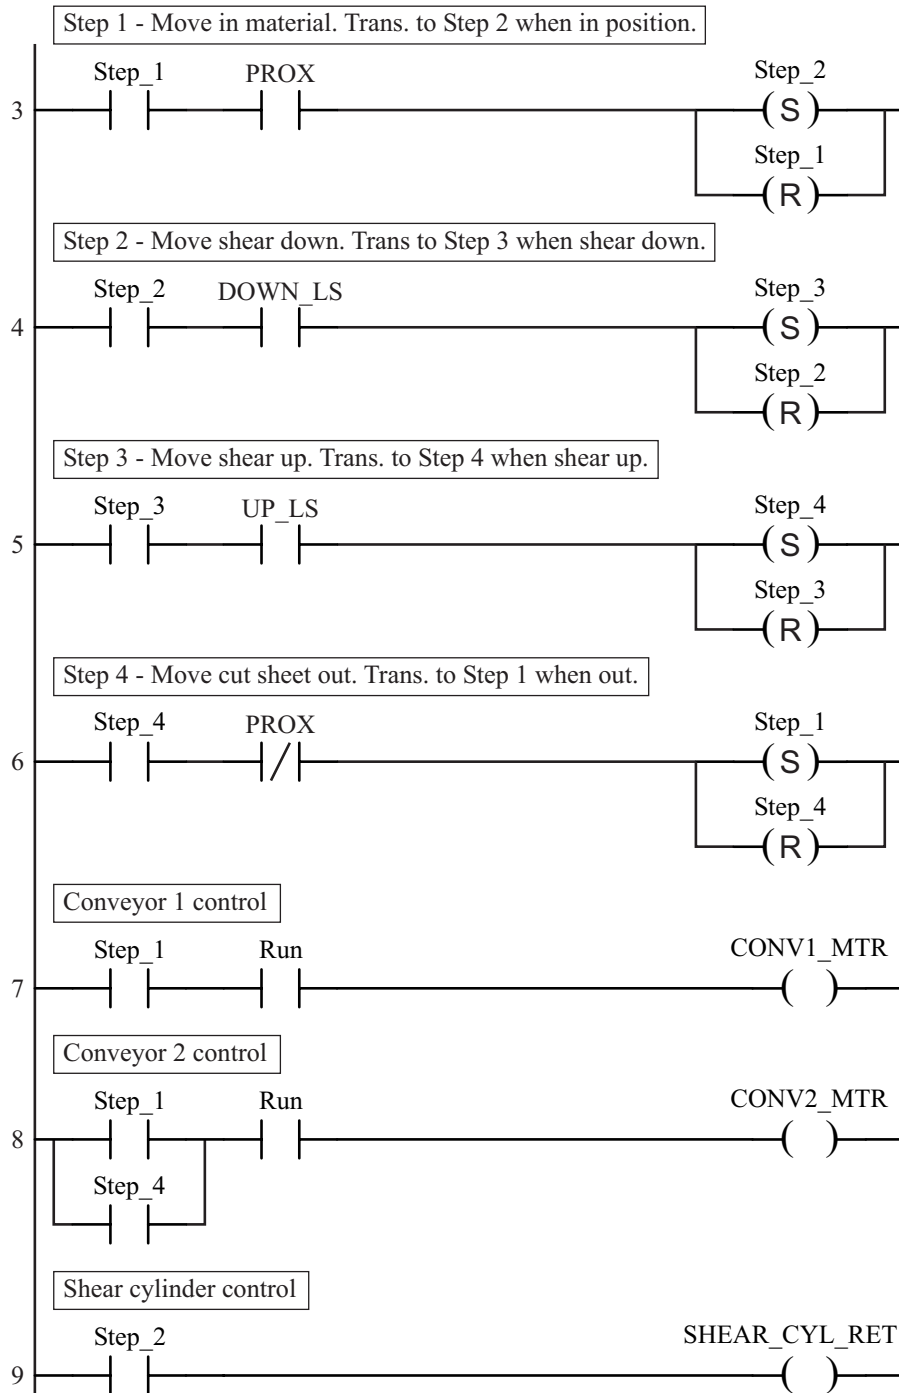 Step 1 - Move in material. Trans. to Step 2 when in position.
Step_1 PROX Step_2
3 S
Step_1
R
Step 2 - Move shear down. Trans to Step 3 when shear down.
Step_2 DOWN_LS Step_3
4 S
Step_2
R
Step 3 - Move shear up. Trans. to Step 4 when shear up.
Step_3 UP_LS Step_4
5 S
Step_3
R
Step 4 - Move cut sheet out. Trans. to Step 1 when out.
Step_4 PROX Step_1
6 S
Step_4
R
Conveyor 1 control
Step_1 Run CONV1_MTR
7
Conveyor 2 control
Step_1 Run CONV2_MTR
8
Step_4
Shear cylinder control
Step_2 SHEAR_CYL_RET
9